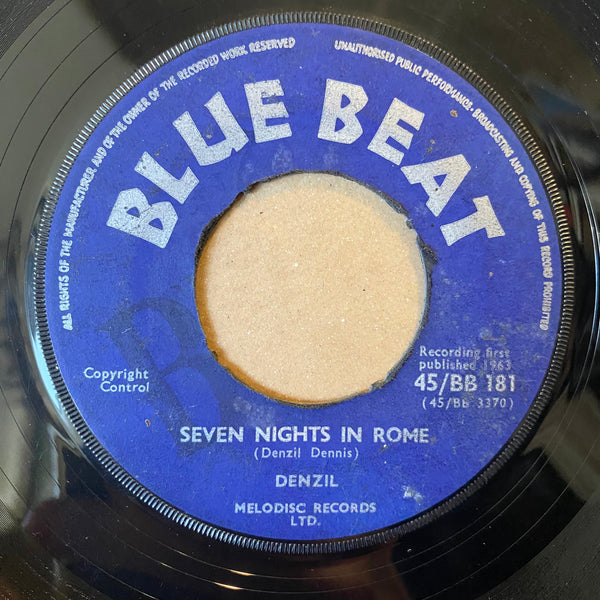 ALL RIGHTS OF THE MANUFACTURER AND OF THE OWNER OF THE RECORDED WORK RESERVED
UNAUTHORISED PUBLIC PERFORMANCE · BROADCASTING AND COPYING OF THIS RECORD PROHIBITED
BLUE BEAT
Copyright
Control
Recording first
published 1963
45/BB 181
(45/BB 3370)
SEVEN NIGHTS IN ROME
(Denzil Dennis)
DENZIL
MELODISC RECORDS
LTD.